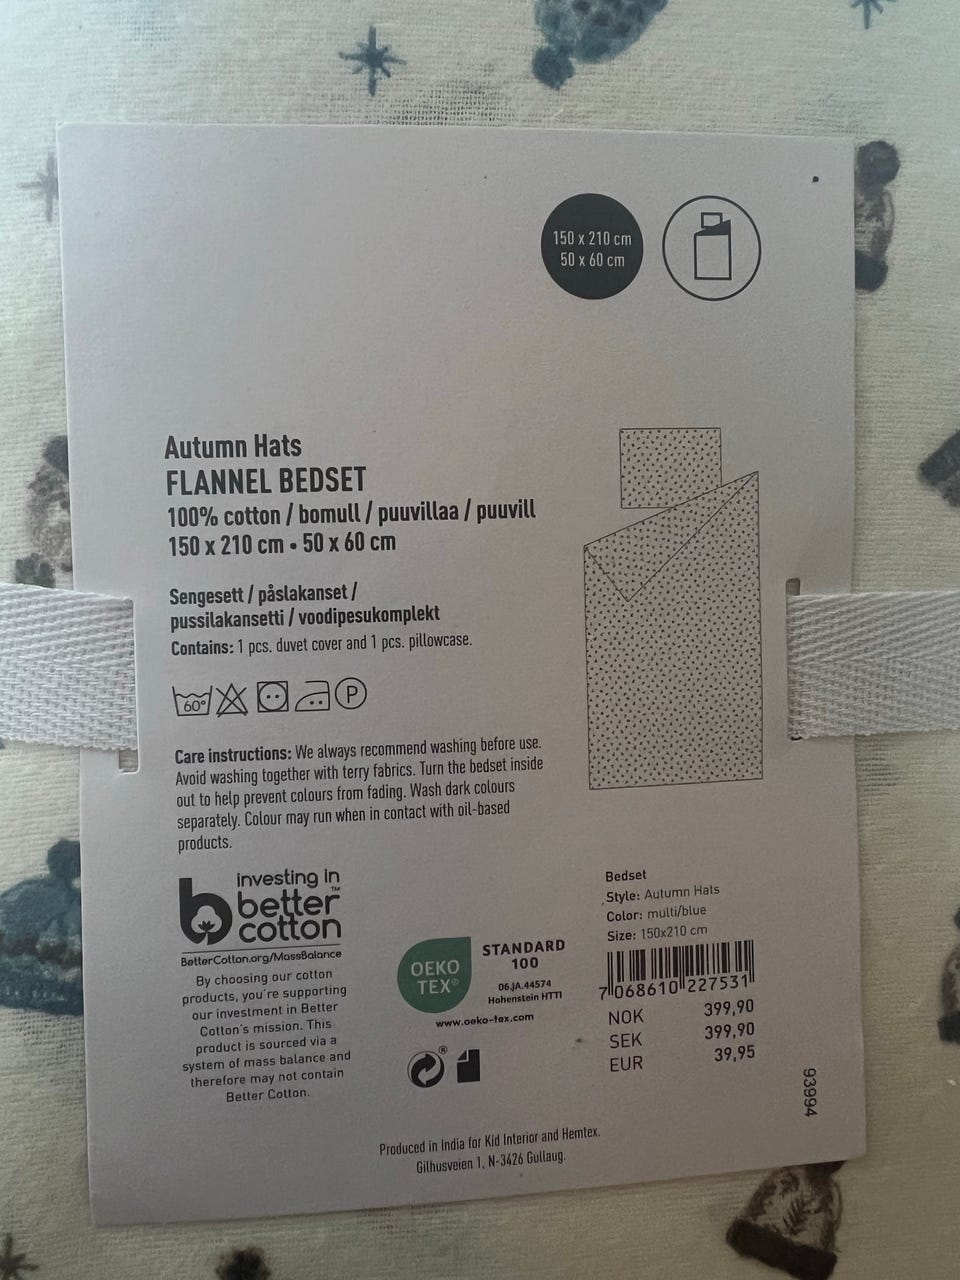 150 x 210 cm
50 x 60 cm
Autumn Hats
FLANNEL BEDSET
100% cotton / bomull / puuvillaa / puuvill
150 x 210 cm • 50 x 60 cm
Sengesett / påslakanset /
pussilakansetti / voodipesukomplekt
Contains: 1 pcs. duvet cover and 1 pcs. pillowcase.
60°
P
Care instructions: We always recommend washing before use.
Avoid washing together with terry fabrics. Turn the bedset inside
out to help prevent colours from fading. Wash dark colours
separately. Colour may run when in contact with oil-based
products.
investing in
better™
cotton
BetterCotton.org/MassBalance
By choosing our cotton
products, you're supporting
our investment in Better
Cotton's mission. This
product is sourced via a
system of mass balance and
therefore may not contain
Better Cotton.
OEKO
TEX®
STANDARD
100
06.JA.44574
Hohenstein HTTI
www.oeko-tex.com
®
Bedset
Style: Autumn Hats
Color: multi/blue
Size: 150x210 cm
7 068610 227531
NOK 399,90
SEK 399,90
EUR 39,95
93994
Produced in India for Kid Interior and Hemtex.
Gilhusveien 1, N-3426 Gullaug.